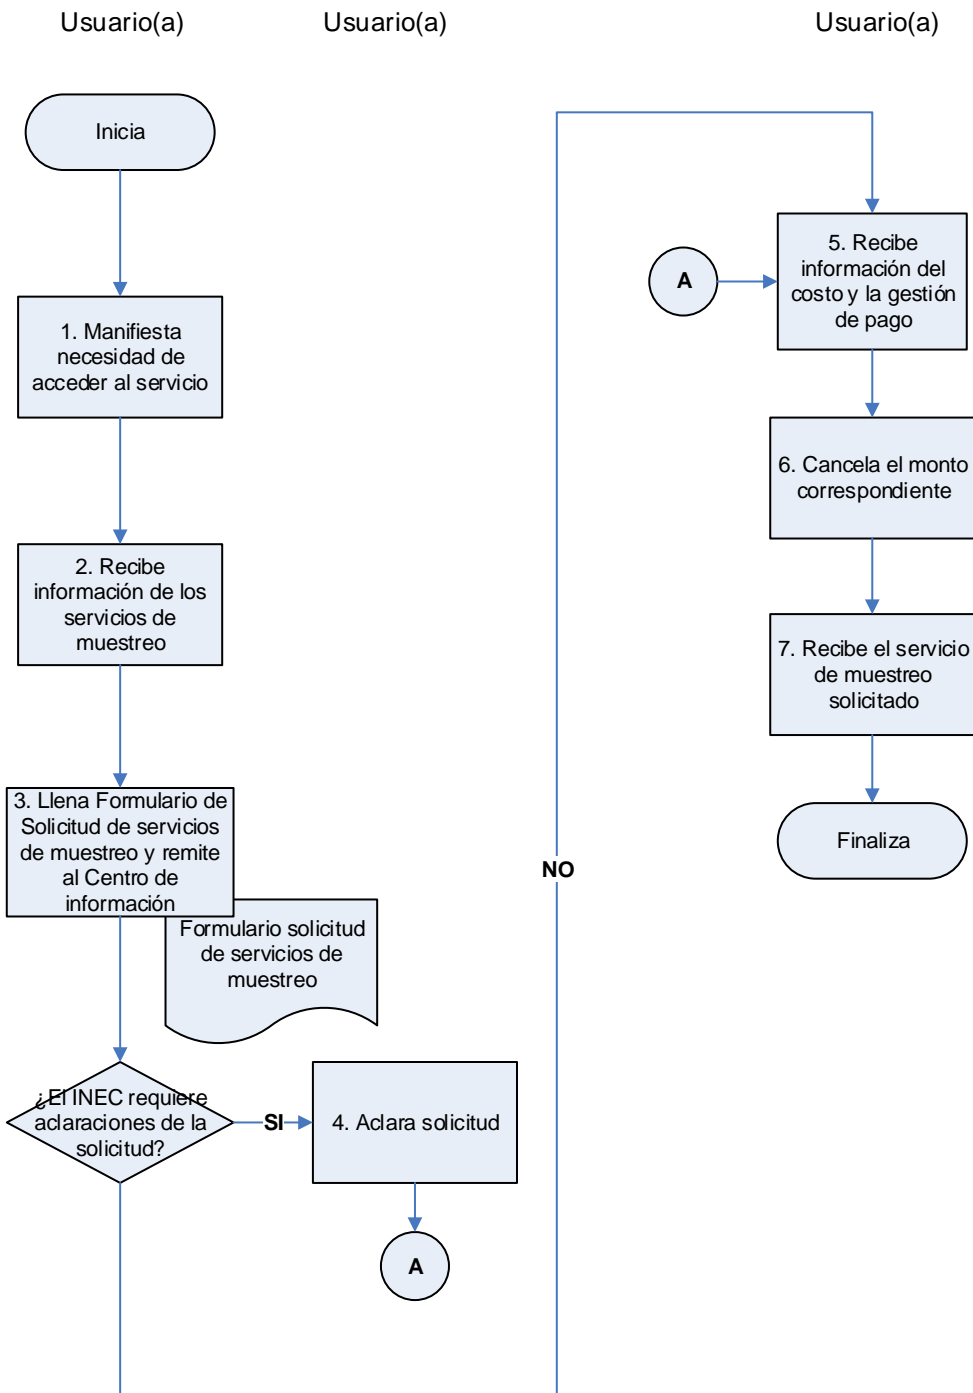 Usuario(a)
Usuario(a)
Usuario(a)
Inicia
1. Manifiesta
necesidad de
acceder al servicio
2. Recibe
información de los
servicios de
muestreo
3. Llena Formulario de
Solicitud de servicios
de muestreo y remite
al Centro de
información
Formulario solicitud
de servicios de
muestreo
¿El INEC requiere
aclaraciones de la
solicitud?
SI
4. Aclara solicitud
A
NO
A
5. Recibe
información del
costo y la gestión
de pago
6. Cancela el monto
correspondiente
7. Recibe el servicio
de muestreo
solicitado
Finaliza